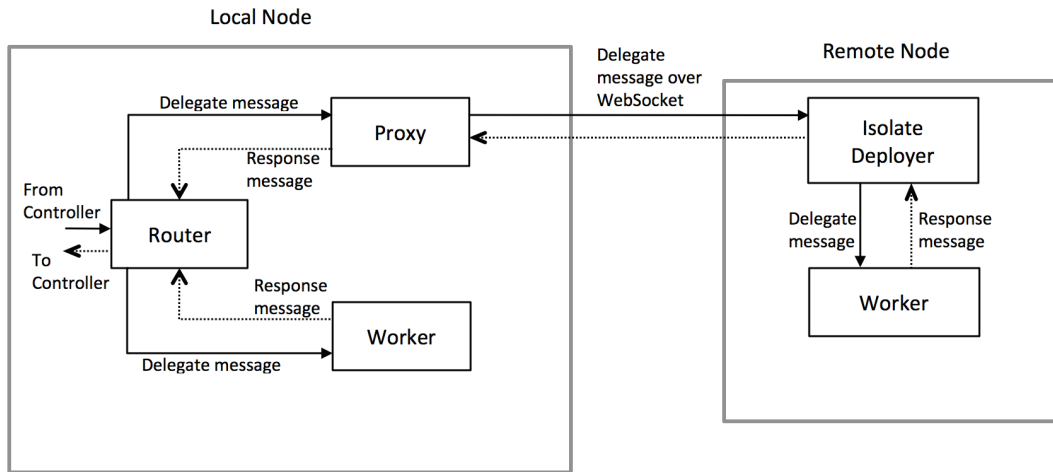 Local Node
Remote Node
Delegate
message over
WebSocket
Delegate message
Proxy
Isolate
Deployer
Response
message
From
Controller
Router
To
Controller
Delegate
message
Response
message
Response
message
Worker
Worker
Delegate message